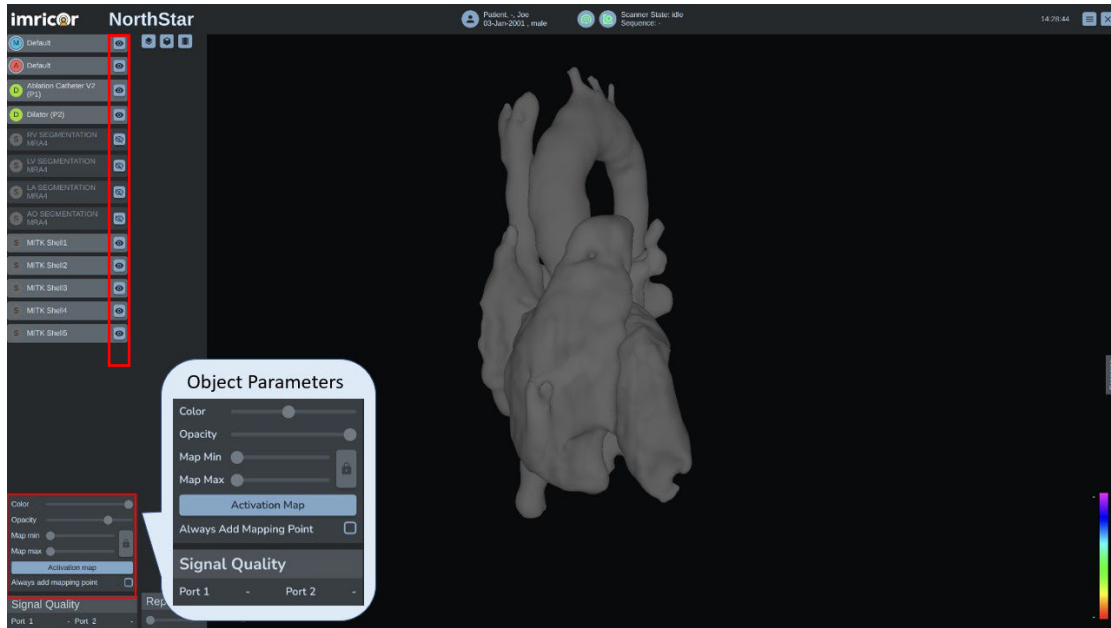 imricor NorthStar
Patient, -, Joe
03-Jan-2001 , male
Scanner State: Idle
Sequence: -
14:28:44
M Default
A Default
D Ablation Catheter V2
(P1)
D Dilator (P2)
S RV SEGMENTATION
MRA4
S LV SEGMENTATION
MRA4
S LA SEGMENTATION
MRA4
S AO SEGMENTATION
MRA4
S MITK Shell1
S MITK Shell2
S MITK Shell3
S MITK Shell4
S MITK Shell5
Object Parameters
Color
Opacity
Map Min
Map Max
Activation Map
Always Add Mapping Point
Signal Quality
Port 1 - Port 2 -
Color
Opacity
Map min
Map max
Activation map
Always add mapping point
Signal Quality
Port 1 - Port 2 -
Rep